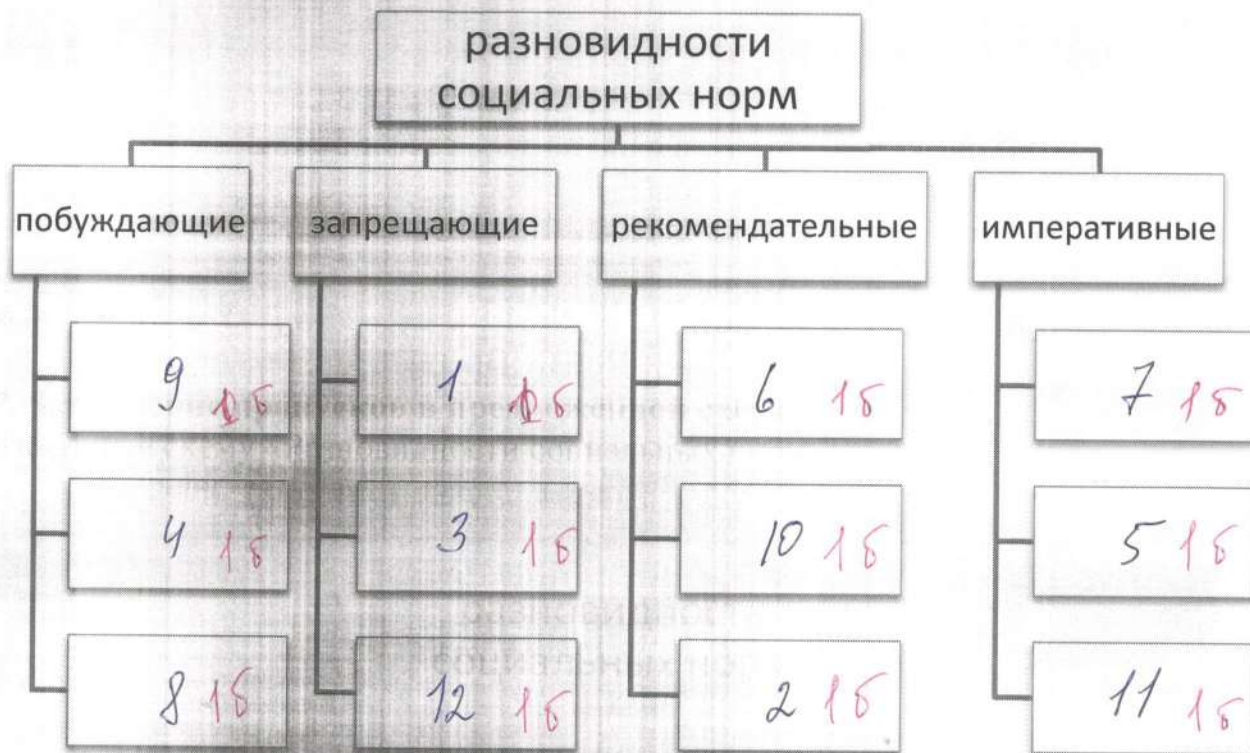 разновидности
социальных норм
побуждающие запрещающие рекомендательные императивные
9 1б 1 1б 6 1б 7 1б
4 1б 3 1б 10 1б 5 1б
8 1б 12 1б 2 1б 11 1б